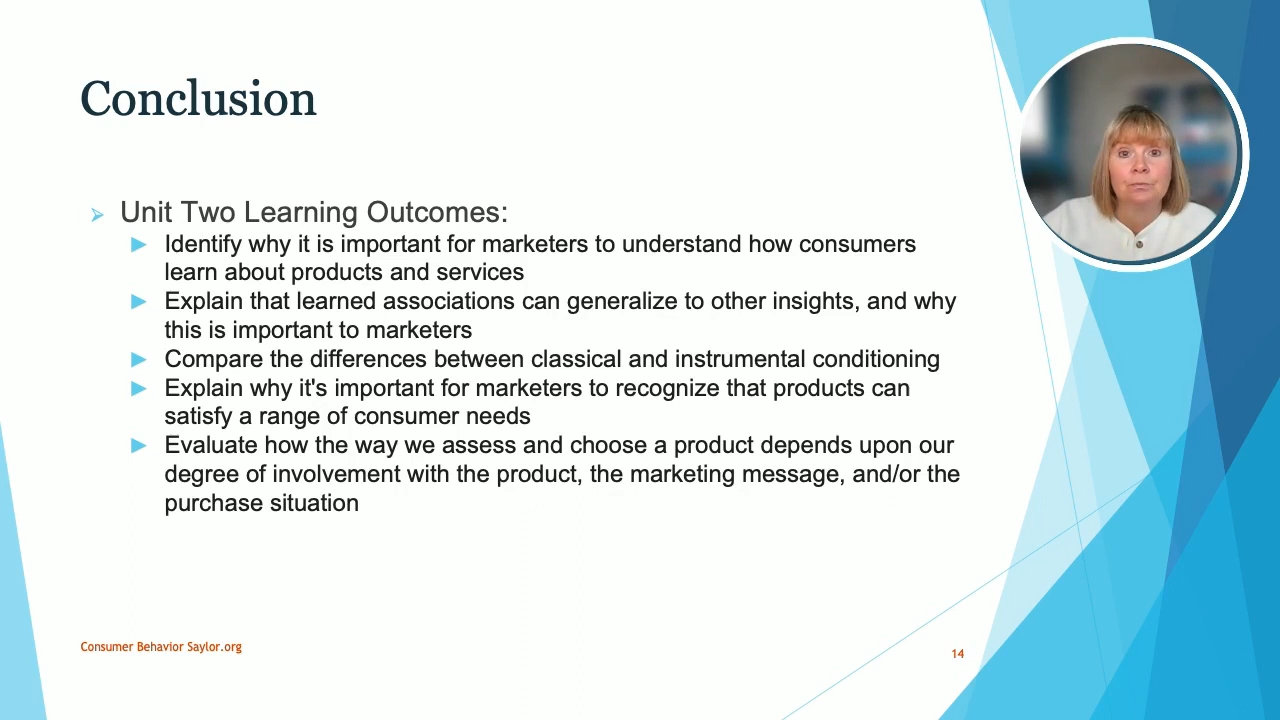 Conclusion
Unit Two Learning Outcomes:
Identify why it is important for marketers to understand how consumers
learn about products and services
Explain that learned associations can generalize to other insights, and why
this is important to marketers
Compare the differences between classical and instrumental conditioning
Explain why it's important for marketers to recognize that products can
satisfy a range of consumer needs
Evaluate how the way we assess and choose a product depends upon our
degree of involvement with the product, the marketing message, and/or the
purchase situation
Consumer Behavior Saylor.org
14